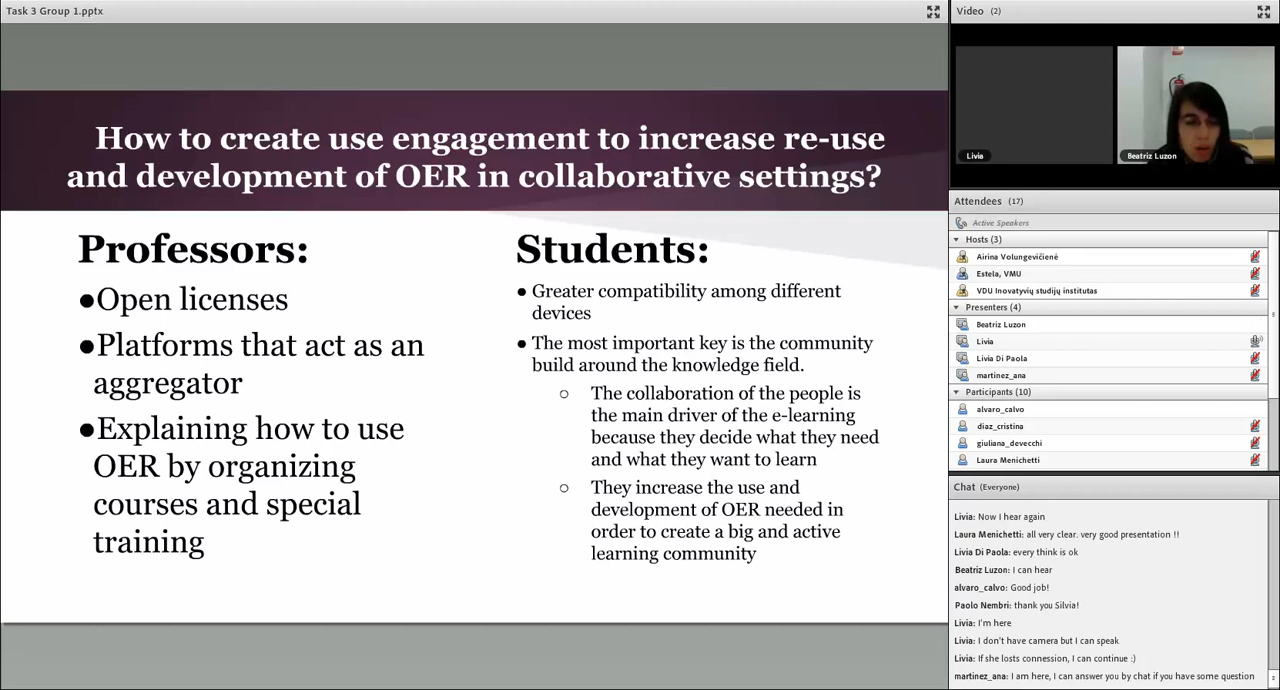 Task 3 Group 1.pptx
How to create use engagement to increase re-use
and development of OER in collaborative settings?
Professors:
●Open licenses
●Platforms that act as an
aggregator
●Explaining how to use
OER by organizing
courses and special
training
Students:
● Greater compatibility among different
devices
● The most important key is the community
build around the knowledge field.
○ The collaboration of the people is
the main driver of the e-learning
because they decide what they need
and what they want to learn
○ They increase the use and
development of OER needed in
order to create a big and active
learning community
Video (2)
Livia
Beatriz Luzon
Attendees (17)
Active Speakers
Hosts (3)
Airina Volungevičienė
Estela, VMU
VDU Inovatyvių studijų institutas
Presenters (4)
Beatriz Luzon
Livia
Livia Di Paola
martinez_ana
Participants (10)
alvaro_calvo
diaz_cristina
giuliana_devecchi
Laura Menichetti
Chat (Everyone)
Livia: Now I hear again
Laura Menichetti: all very clear. very good presentation !!
Livia Di Paola: every think is ok
Beatriz Luzon: I can hear
alvaro_calvo: Good job!
Paolo Nembri: thank you Silvia!
Livia: I'm here
Livia: I don't have camera but I can speak
Livia: If she losts connession, I can continue :)
martinez_ana: I am here, I can answer you by chat if you have some question